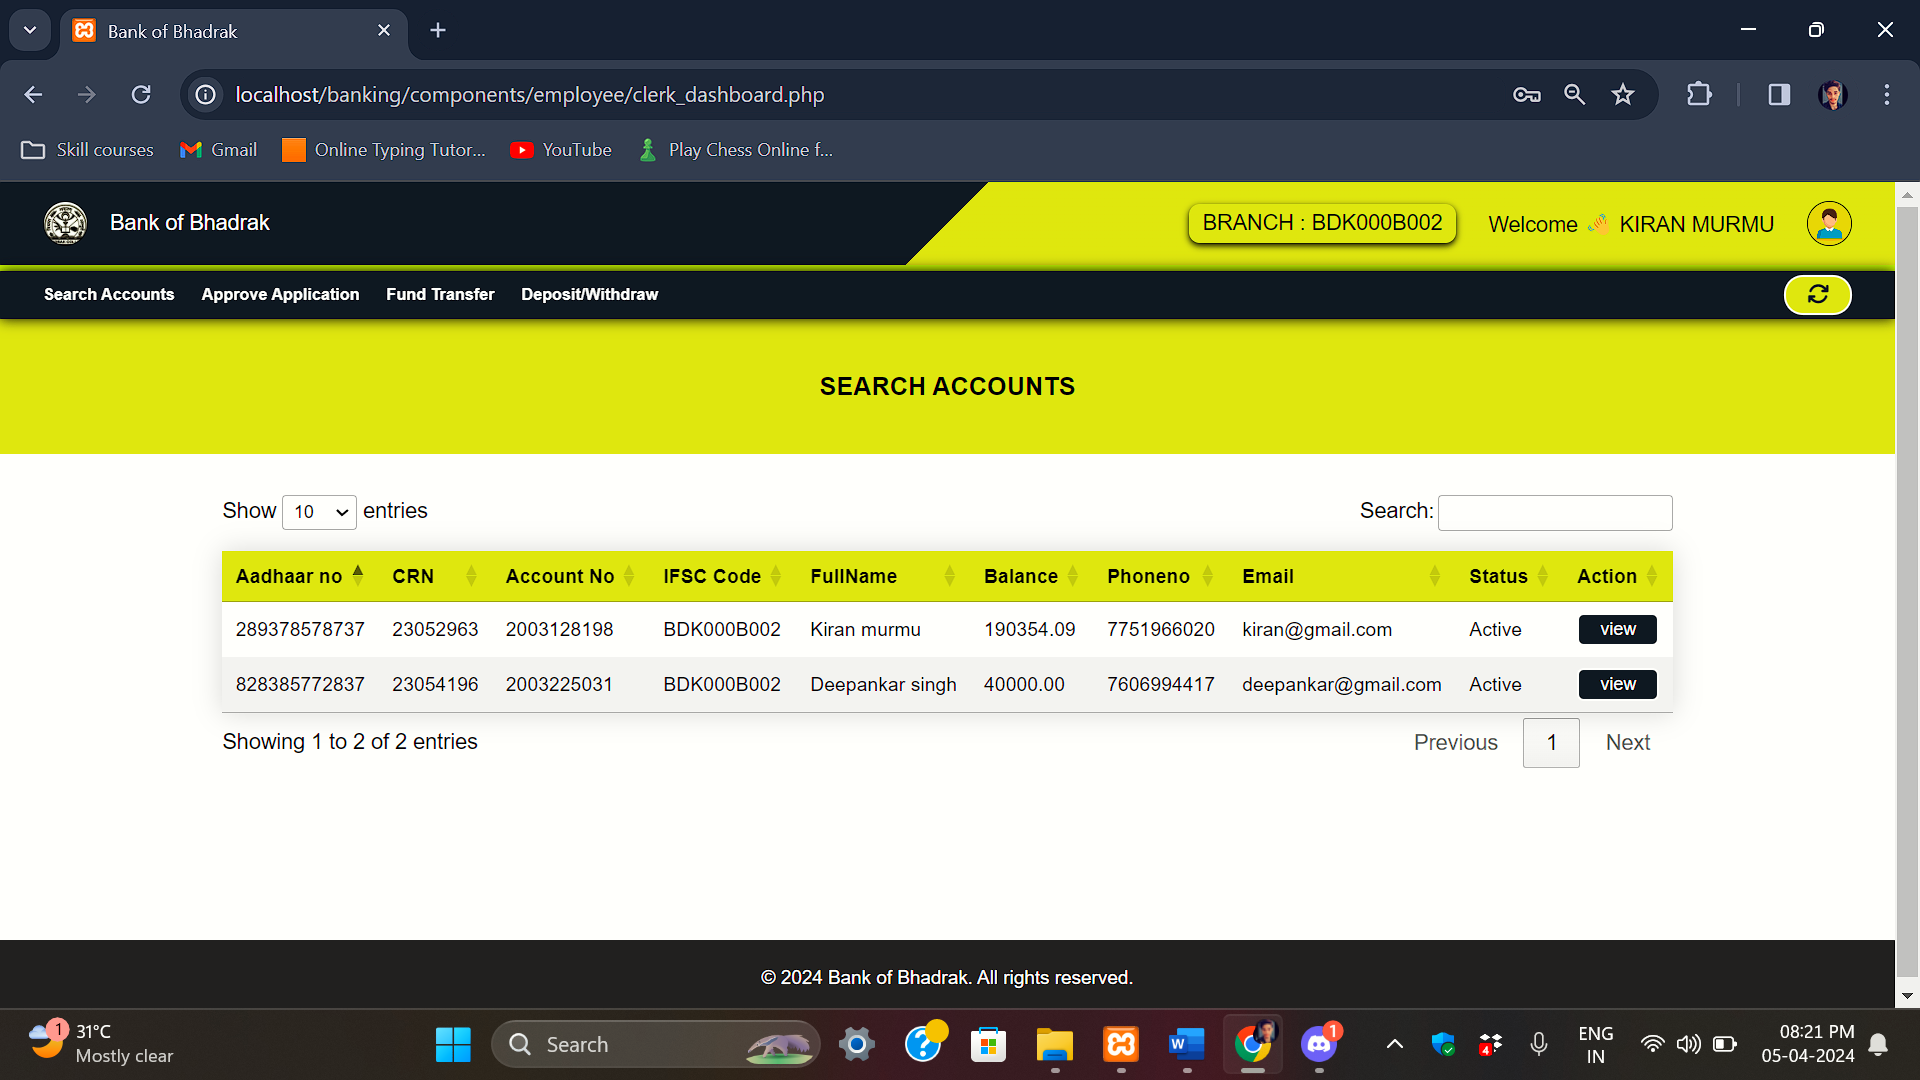 Bank of Bhadrak
localhost/banking/components/employee/clerk_dashboard.php
Skill courses Gmail Online Typing Tutor... YouTube Play Chess Online f...
Bank of Bhadrak BRANCH : BDK000B002 Welcome 👋 KIRAN MURMU
Search Accounts Approve Application Fund Transfer Deposit/Withdraw
SEARCH ACCOUNTS
Show 10 entries Search:
Aadhaar no CRN Account No IFSC Code FullName Balance Phoneno Email Status Action
289378578737 23052963 2003128198 BDK000B002 Kiran murmu 190354.09 7751966020 kiran@gmail.com Active view
828385772837 23054196 2003225031 BDK000B002 Deepankar singh 40000.00 7606994417 deepankar@gmail.com Active view
Showing 1 to 2 of 2 entries Previous 1 Next
© 2024 Bank of Bhadrak. All rights reserved.
1 31°C Search 1 4 ENG 08:21 PM
Mostly clear IN 05-04-2024